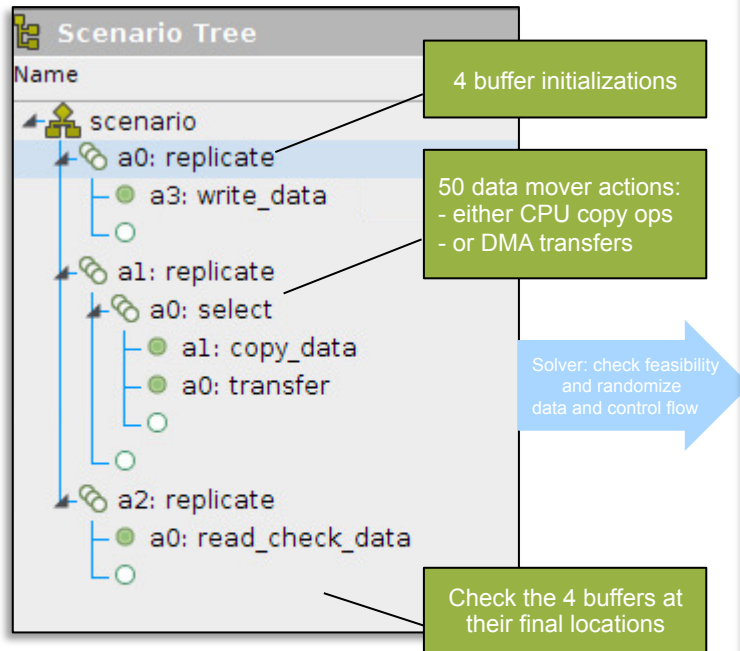 Scenario Tree
Name
scenario
a0: replicate
a3: write_data
a1: replicate
a0: select
a1: copy_data
a0: transfer
a2: replicate
a0: read_check_data
4 buffer initializations
50 data mover actions:
- either CPU copy ops
- or DMA transfers
Solver: check feasibility
and randomize
data and control flow
Check the 4 buffers at
their final locations